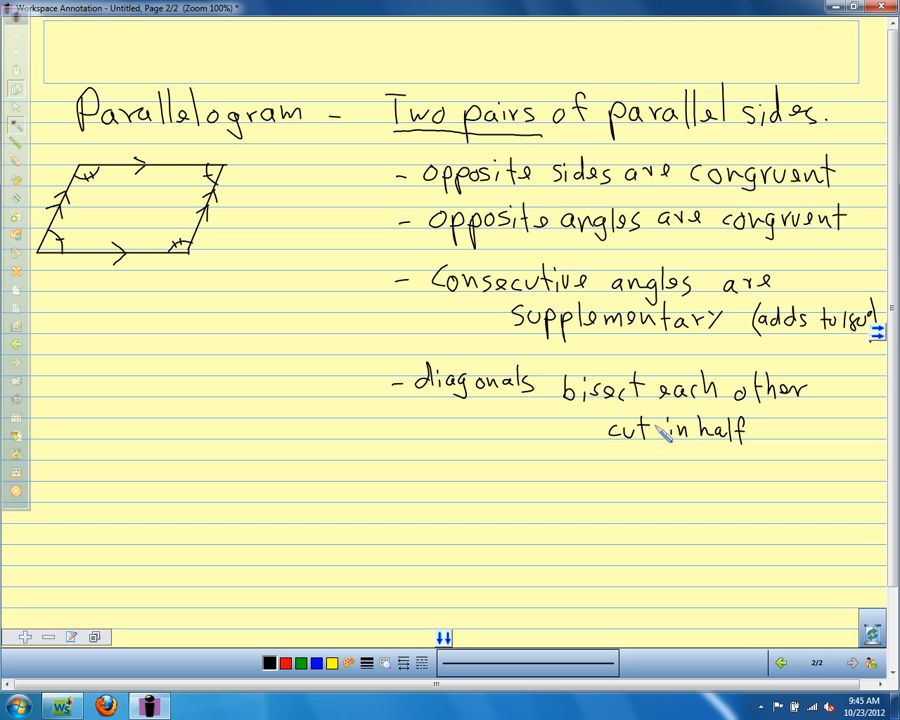 Workspace Annotation - Untitled, Page 2/2 (Zoom 100%) *
Parallelogram - Two pairs of parallel sides.
- opposite sides are congruent
- opposite angles are congruent
- Consecutive angles are
supplementary (adds to 180°)
- diagonals bisect each other
cut in half
2/2
9:45 AM
10/23/2012